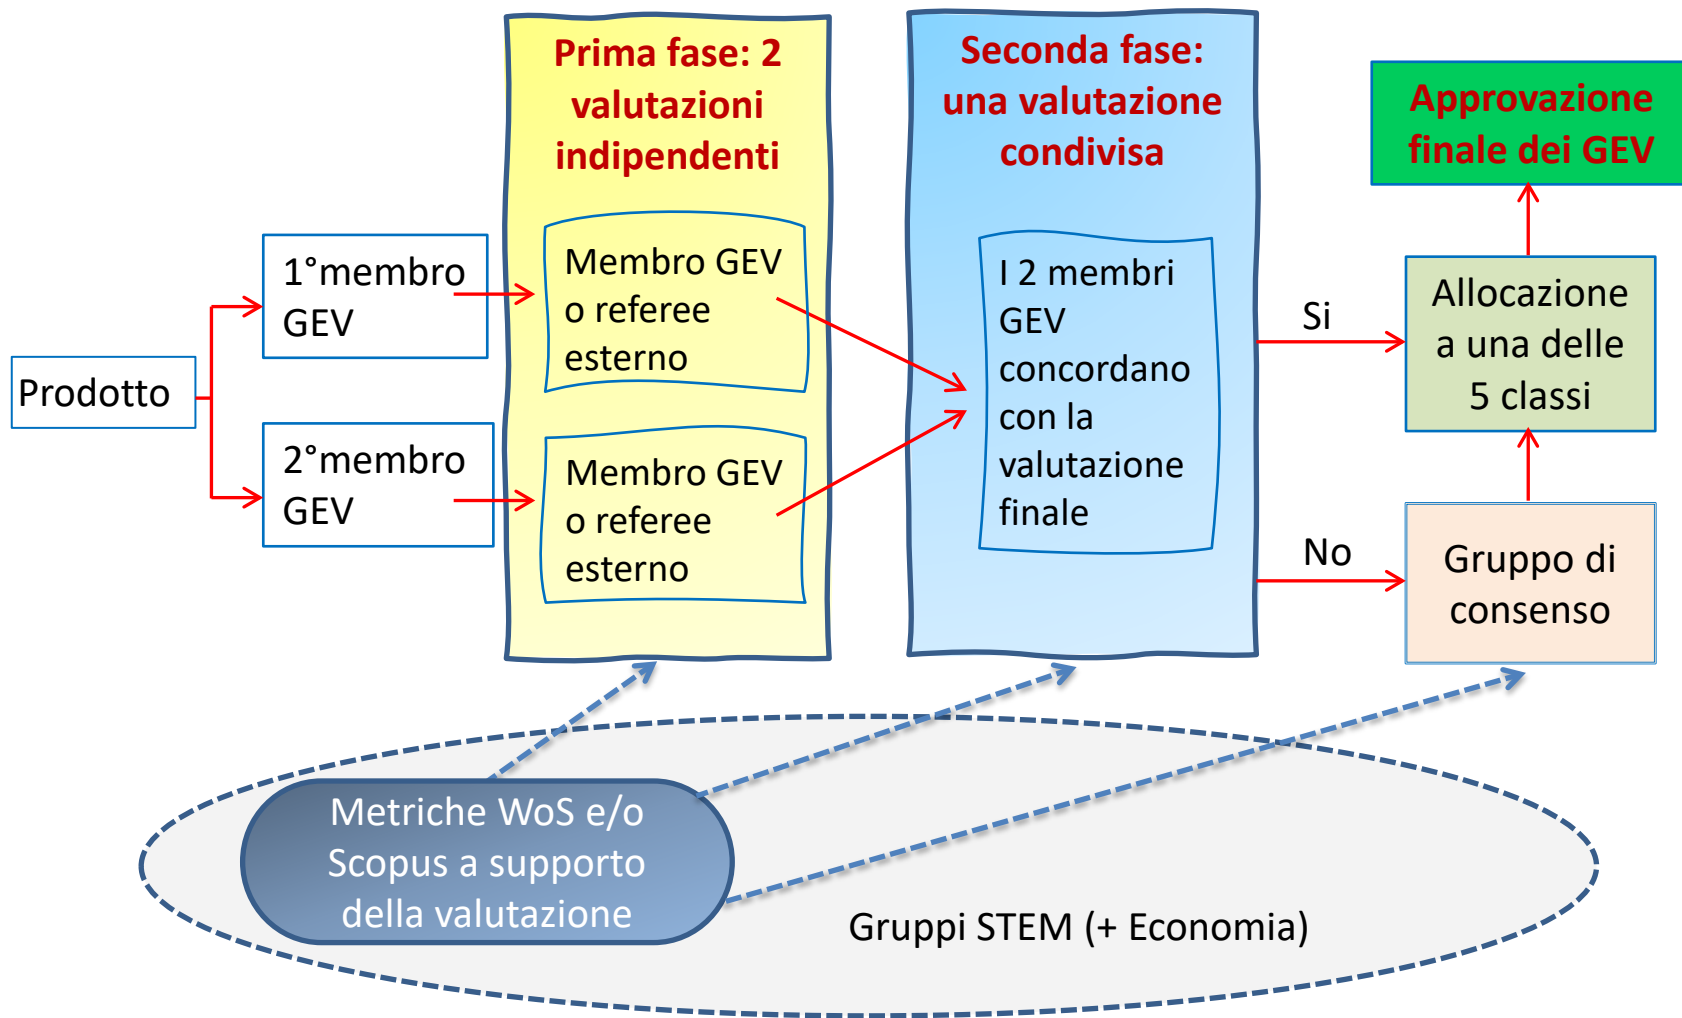 Prima fase: 2
valutazioni
indipendenti
Seconda fase:
una valutazione
condivisa
Approvazione
finale dei GEV
Prodotto
1°membro
GEV
2°membro
GEV
Membro GEV
o referee
esterno
Membro GEV
o referee
esterno
I 2 membri
GEV
concordano
con la
valutazione
finale
Si
No
Allocazione
a una delle
5 classi
Gruppo di
consenso
Metriche WoS e/o
Scopus a supporto
della valutazione
Gruppi STEM (+ Economia)